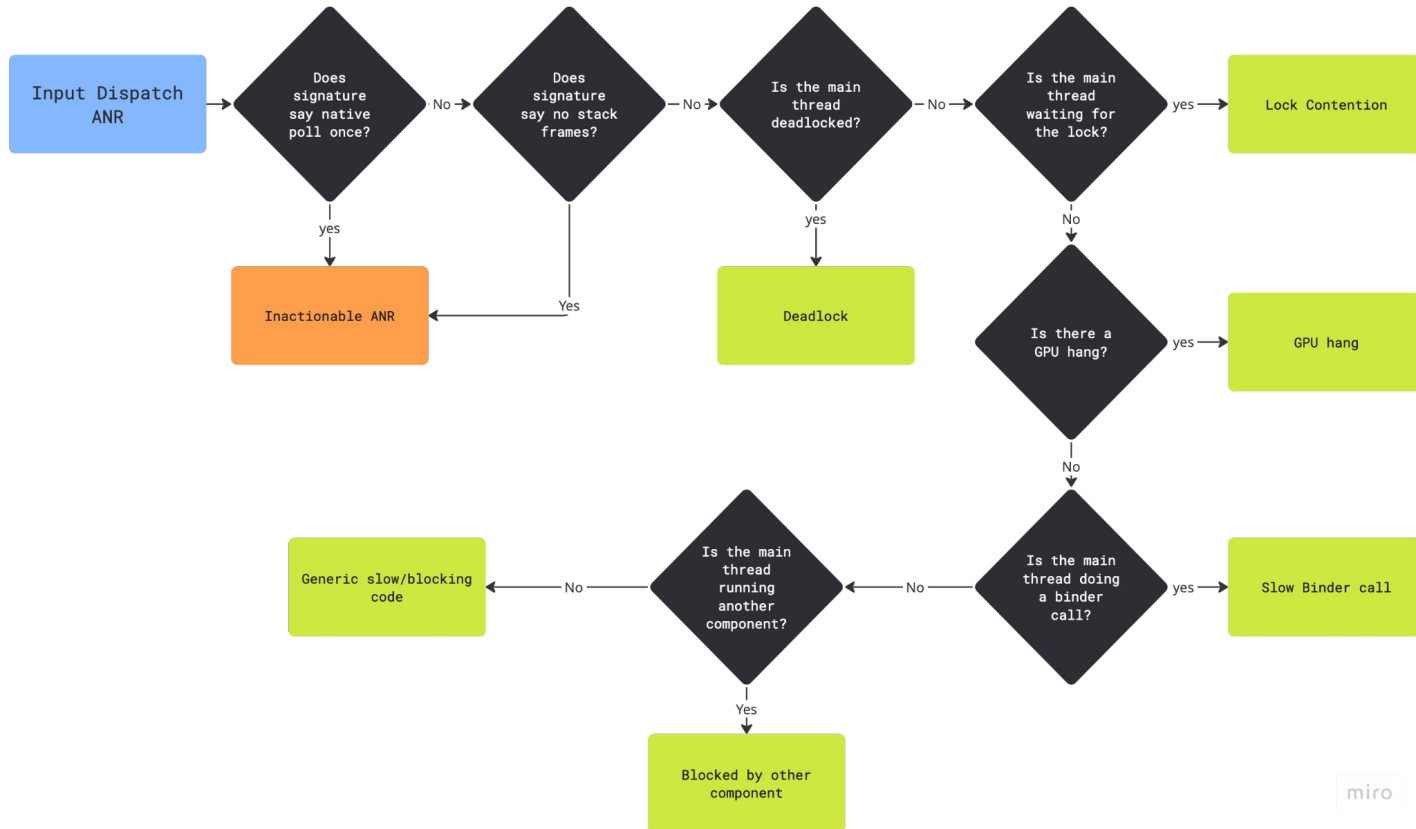 Input Dispatch
ANR
Does
signature
say native
poll once?
No
Does
signature
say no stack
frames?
No
Is the main
thread
deadlocked?
No
Is the main
thread
waiting for
the lock?
yes
Lock Contention
yes
Inactionable ANR
Yes
yes
Deadlock
No
Is there a
GPU hang?
yes
GPU hang
No
Is the main
thread doing
a binder
call?
yes
Slow Binder call
No
Is the main
thread
running
another
component?
No
Generic slow/blocking
code
Yes
Blocked by other
component
miro